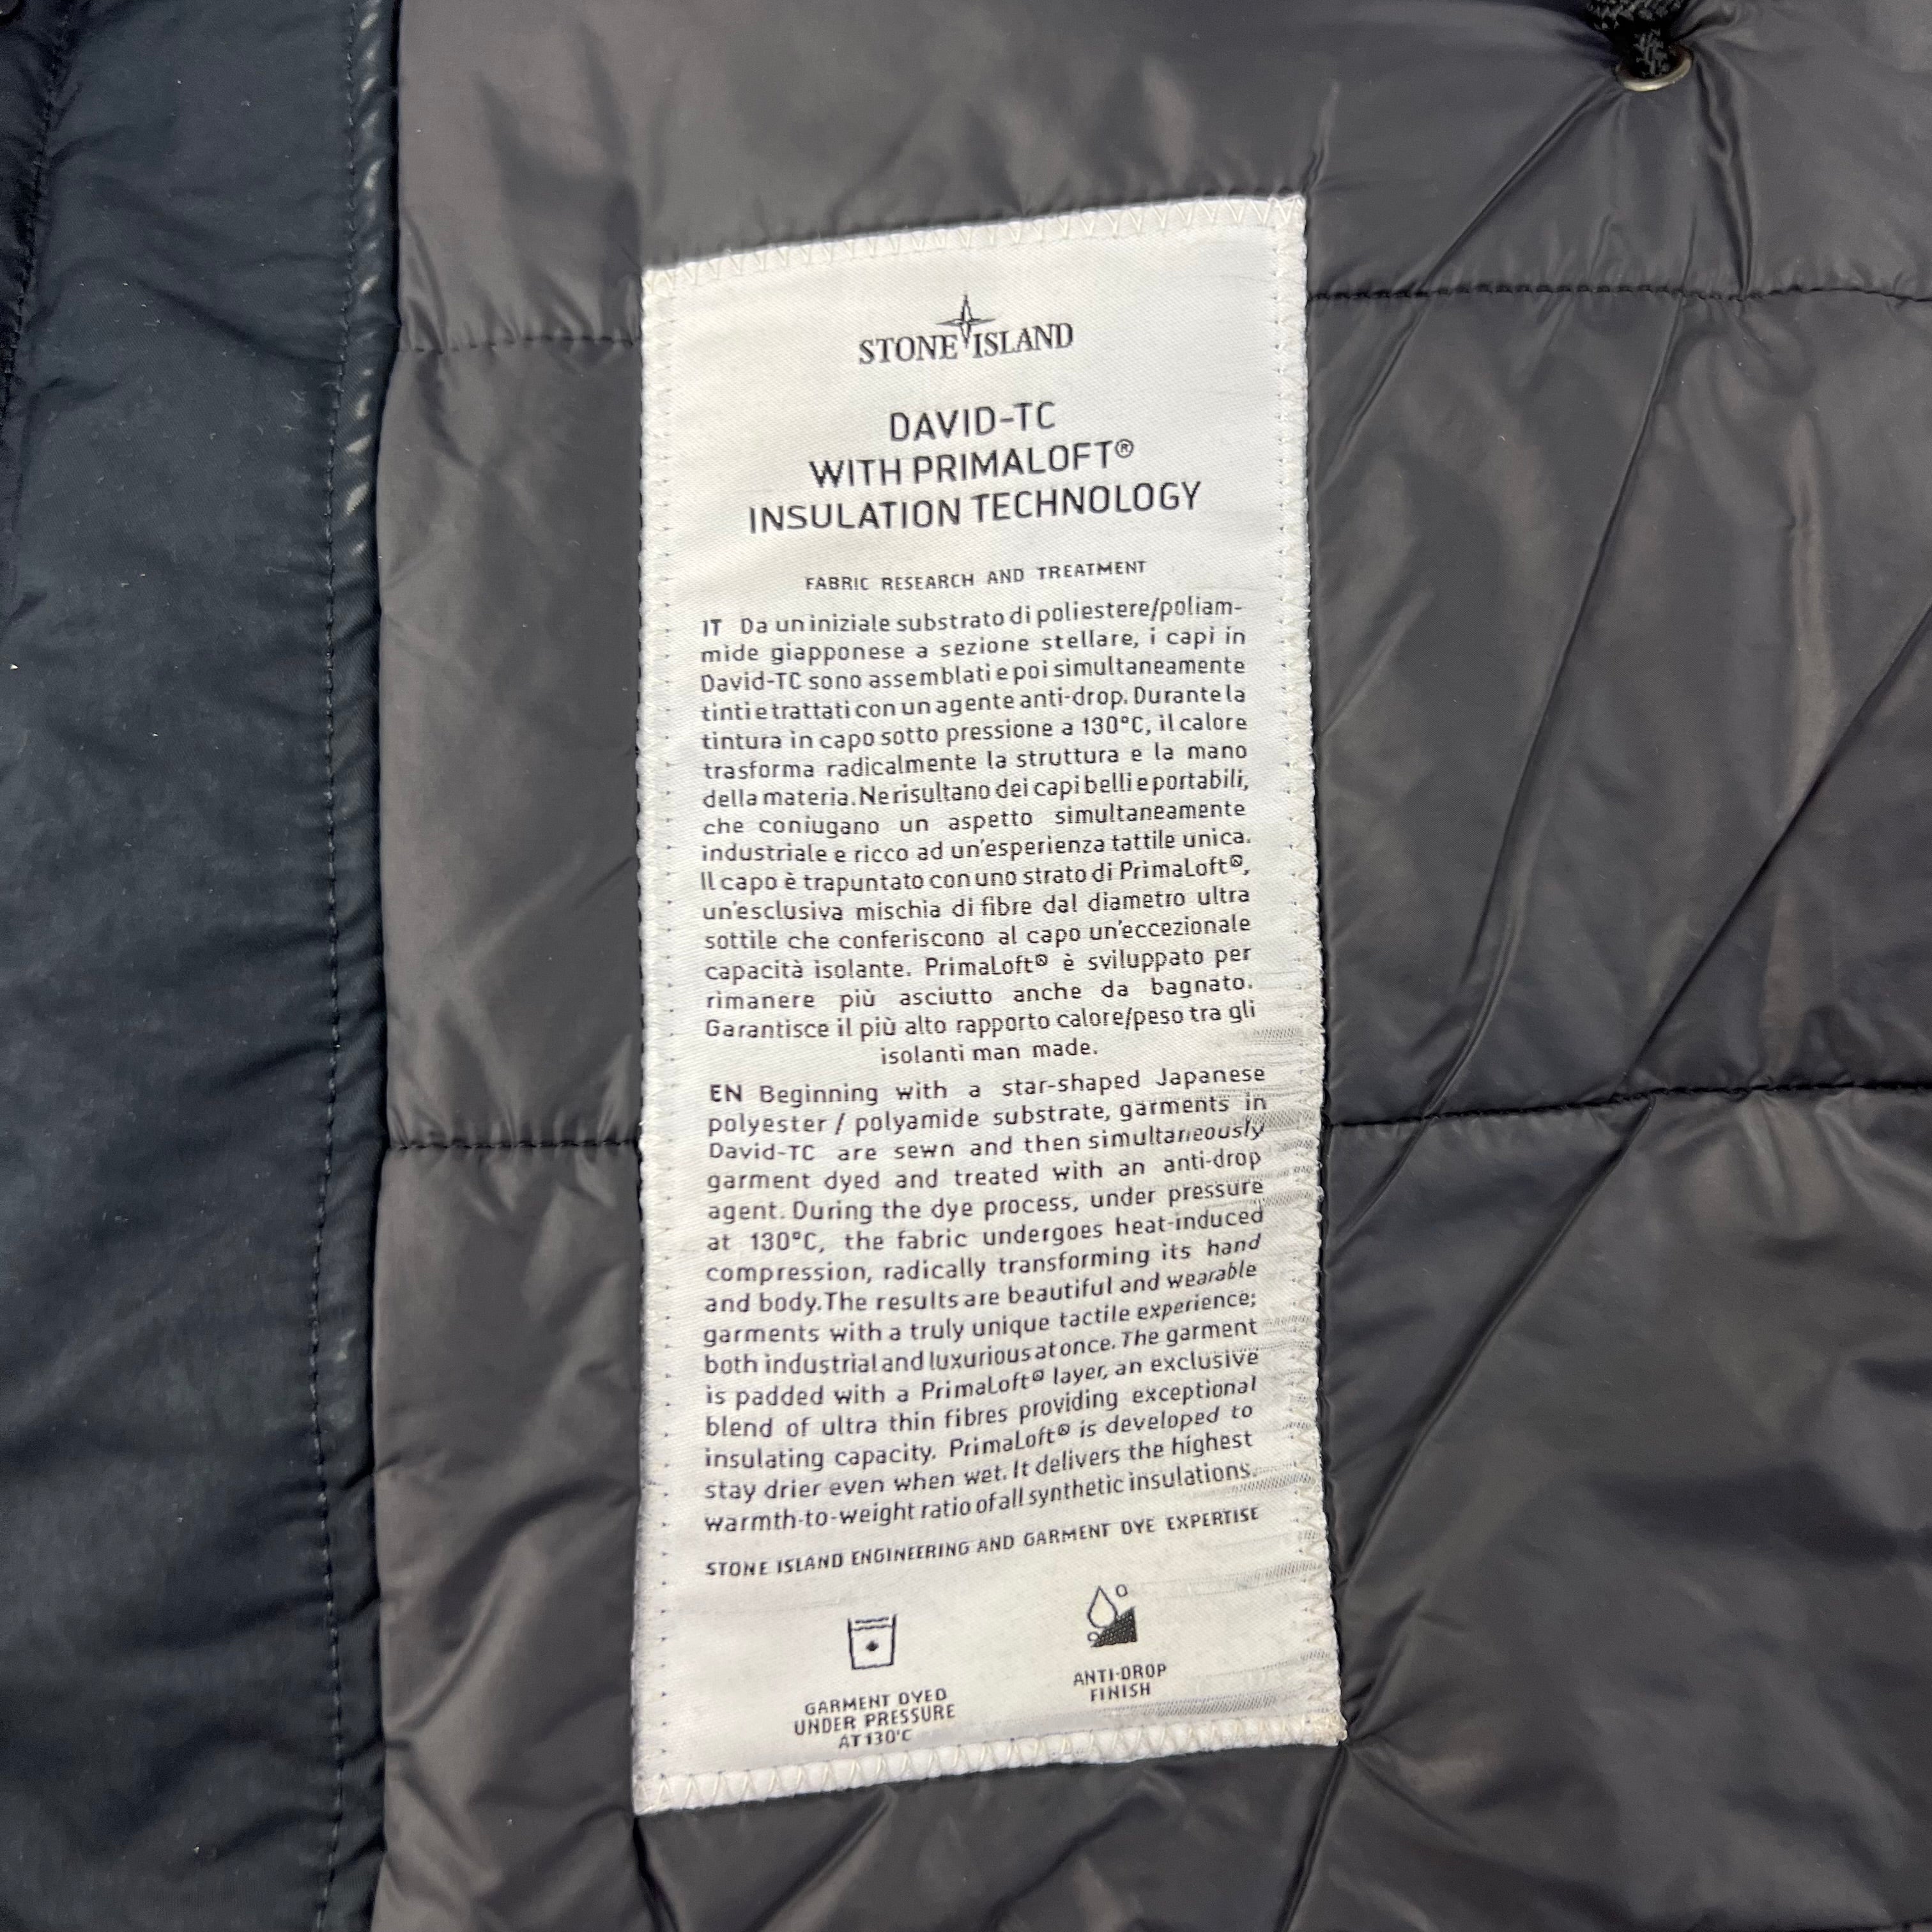 STONE ISLAND
DAVID-TC
WITH PRIMALOFT®
INSULATION TECHNOLOGY
FABRIC RESEARCH AND TREATMENT
IT Da un iniziale substrato di poliestere/poliam-
mide giapponese a sezione stellare, i capi in
David-TC sono assemblati e poi simultaneamente
tinti e trattati con un agente anti-drop. Durante la
tintura in capo sotto pressione a 130°C, il calore
trasforma radicalmente la struttura e la mano
della materia. Ne risultano dei capi belli e portabili,
che coniugano un aspetto simultaneamente
industriale e ricco ad un'esperienza tattile unica.
Il capo è trapuntato con uno strato di PrimaLoft®,
un'esclusiva mischia di fibre dal diametro ultra
sottile che conferiscono al capo un'eccezionale
capacità isolante. PrimaLoft® è sviluppato per
rimanere più asciutto anche da bagnato.
Garantisce il più alto rapporto calore/peso tra gli
isolanti man made.
EN Beginning with a star-shaped Japanese
polyester / polyamide substrate, garments in
David-TC are sewn and then simultaneously
garment dyed and treated with an anti-drop
agent. During the dye process, under pressure
at 130°C, the fabric undergoes heat-induced
compression, radically transforming its hand
and body. The results are beautiful and wearable
garments with a truly unique tactile experience;
both industrial and luxurious at once. The garment
is padded with a PrimaLoft® layer, an exclusive
blend of ultra thin fibres providing exceptional
insulating capacity. PrimaLoft® is developed to
stay drier even when wet. It delivers the highest
warmth-to-weight ratio of all synthetic insulations.
STONE ISLAND ENGINEERING AND GARMENT DYE EXPERTISE
GARMENT DYED
UNDER PRESSURE
AT 130°C
ANTI-DROP
FINISH